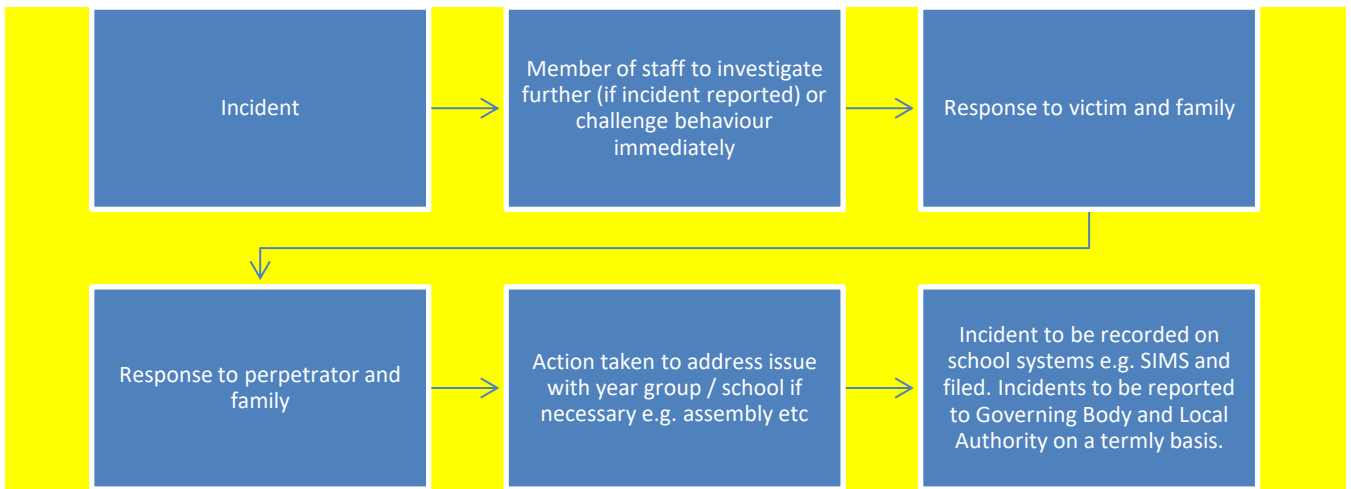 Incident
Member of staff to investigate
further (if incident reported) or
challenge behaviour
immediately
Response to victim and family
Response to perpetrator and
family
Action taken to address issue
with year group / school if
necessary e.g. assembly etc
Incident to be recorded on
school systems e.g. SIMS and
filed. Incidents to be reported
to Governing Body and Local
Authority on a termly basis.